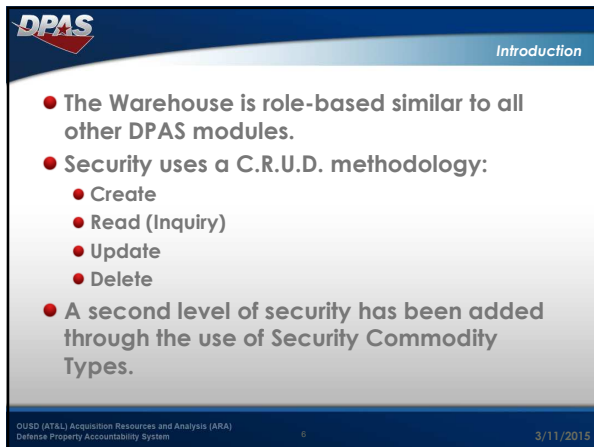 DPAS
Introduction
The Warehouse is role-based similar to all
other DPAS modules.
Security uses a C.R.U.D. methodology:
Create
Read (Inquiry)
Update
Delete
A second level of security has been added
through the use of Security Commodity
Types.
OUSD (AT&L) Acquisition Resources and Analysis (ARA)
Defense Property Accountability System
6
3/11/2015